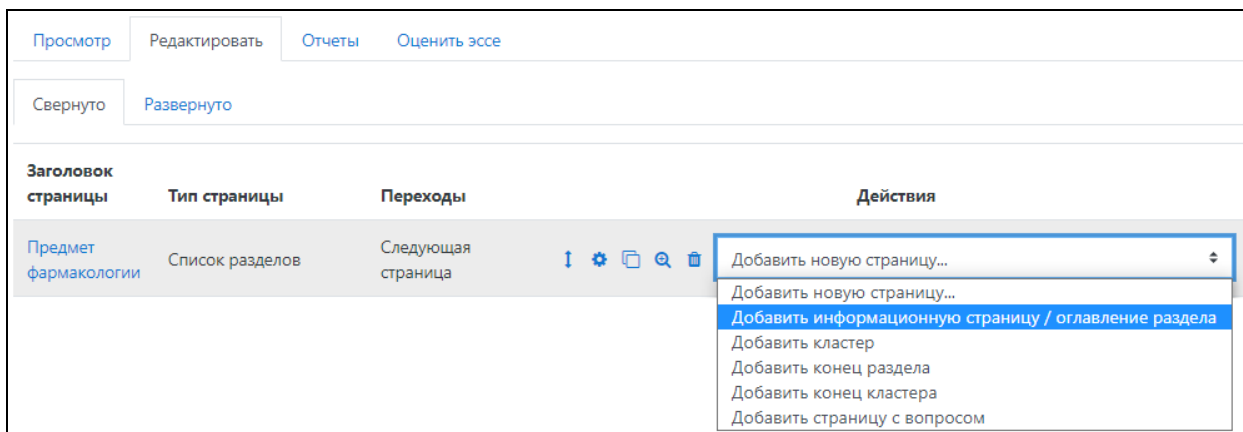 Просмотр Редактировать Отчеты Оценить эссе
Свернуто Развернуто
Заголовок
страницы Тип страницы Переходы Действия
Предмет
фармакологии Список разделов Следующая
страница Добавить новую страницу...
Добавить новую страницу...
Добавить информационную страницу / оглавление раздела
Добавить кластер
Добавить конец раздела
Добавить конец кластера
Добавить страницу с вопросом